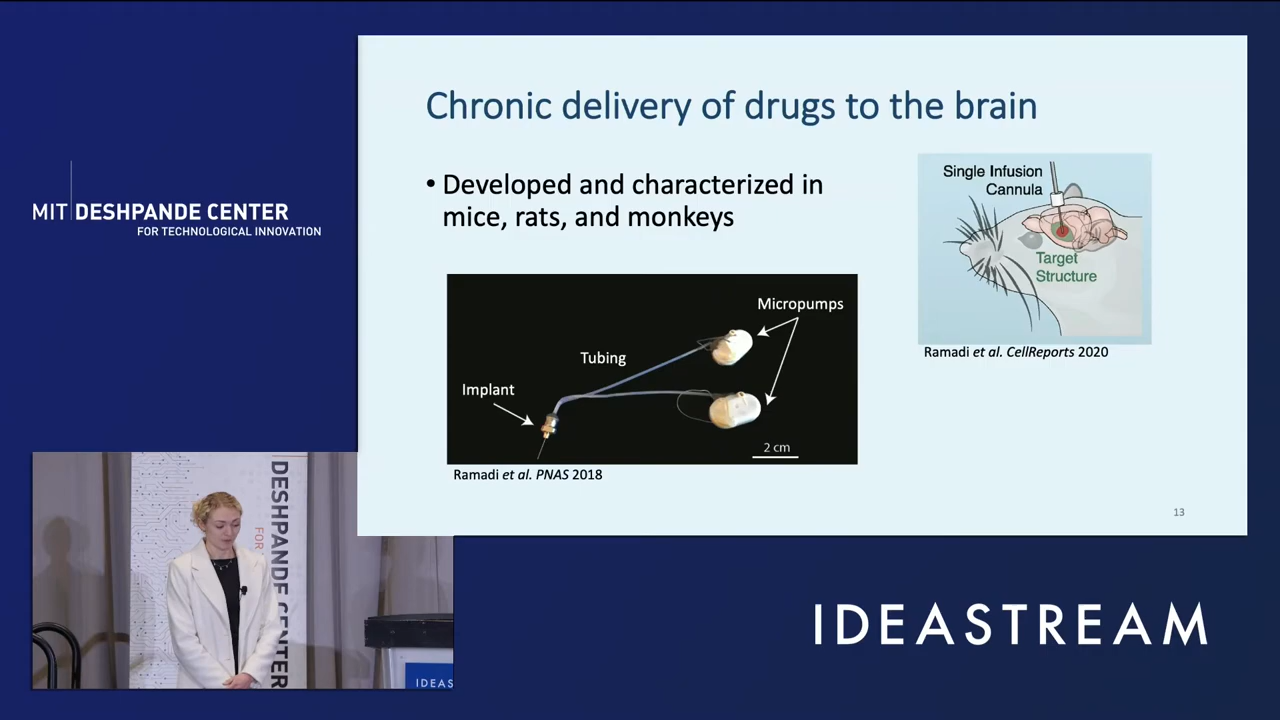 MIT DESHPANDE CENTER
FOR TECHNOLOGICAL INNOVATION
Chronic delivery of drugs to the brain
• Developed and characterized in
mice, rats, and monkeys
Single Infusion
Cannula
Target
Structure
Ramadi et al. CellReports 2020
Micropumps
Tubing
Implant
2 cm
Ramadi et al. PNAS 2018
13
DESHPANDE CENTER
FOR
IDEAS
IDEASTREAM